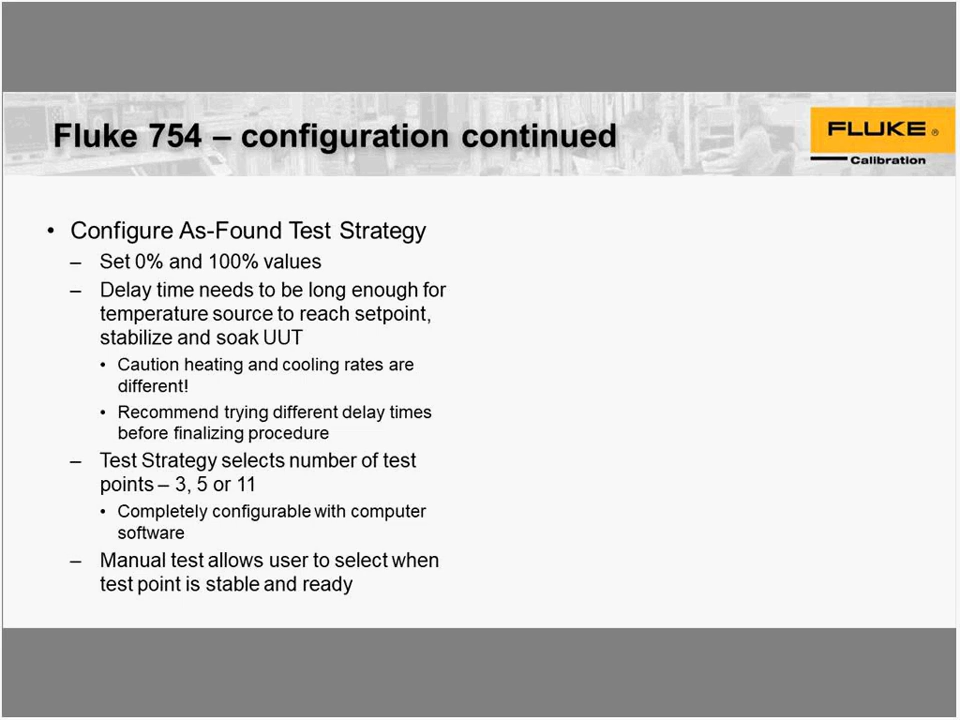 Fluke 754 – configuration continued
FLUKE ®
Calibration
• Configure As-Found Test Strategy
– Set 0% and 100% values
– Delay time needs to be long enough for
temperature source to reach setpoint,
stabilize and soak UUT
• Caution heating and cooling rates are
different!
• Recommend trying different delay times
before finalizing procedure
– Test Strategy selects number of test
points – 3, 5 or 11
• Completely configurable with computer
software
– Manual test allows user to select when
test point is stable and ready